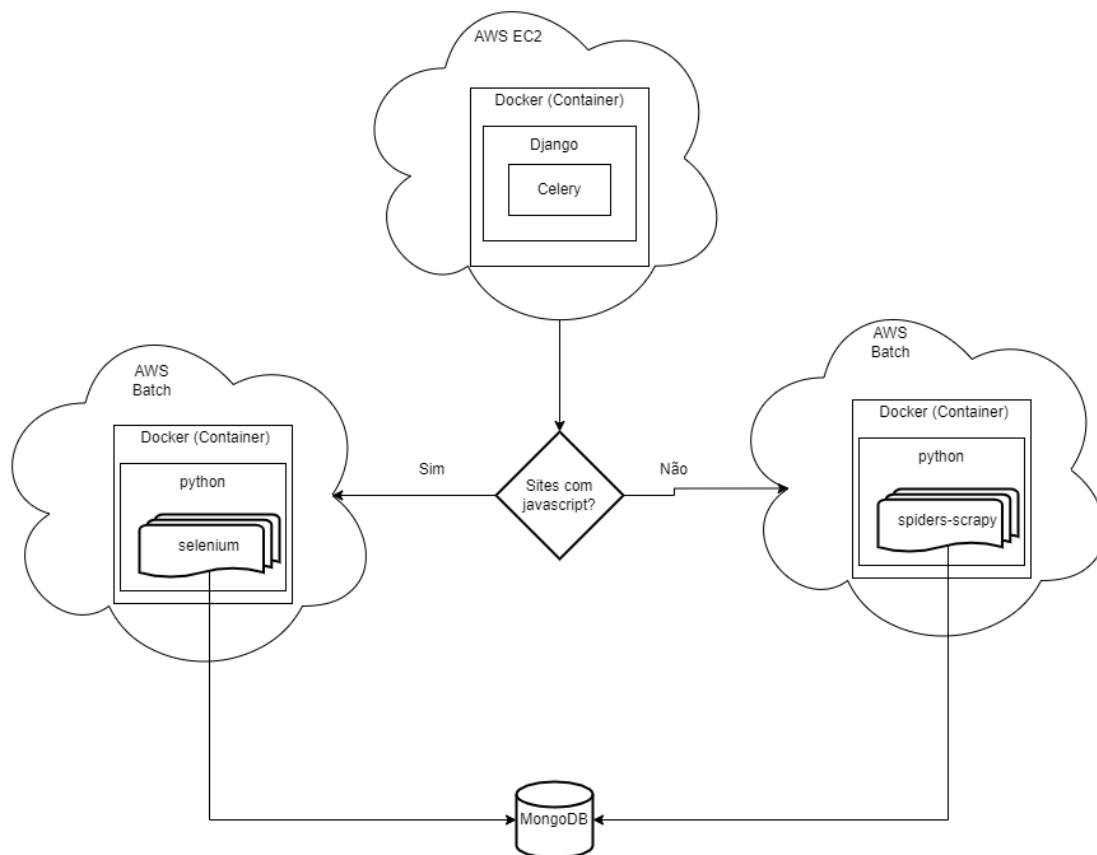 AWS EC2
Docker (Container)
Django
Celery
AWS
Batch
Docker (Container)
python
selenium
Sim
Sites com
javascript?
Não
AWS
Batch
Docker (Container)
python
spiders-scrapy
MongoDB